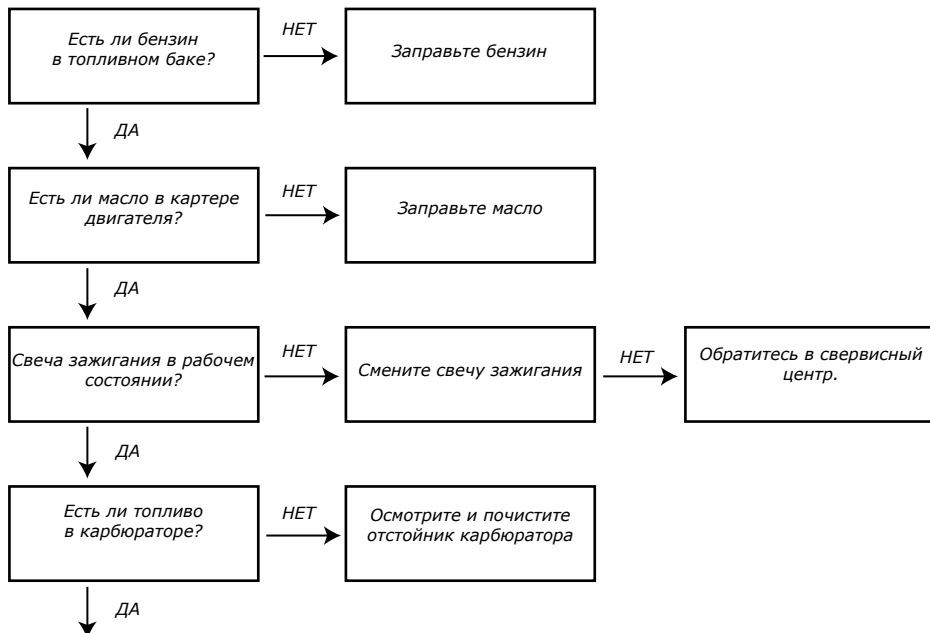 Есть ли бензин
в топливном баке?
НЕТ
Заправьте бензин
ДА
Есть ли масло в картере
двигателя?
НЕТ
Заправьте масло
ДА
Свеча зажигания в рабочем
состоянии?
НЕТ
Смените свечу зажигания
НЕТ
Обратитесь в свервисный
центр.
ДА
Есть ли топливо
в карбюраторе?
НЕТ
Осмотрите и почистите
отстойник карбюратора
ДА